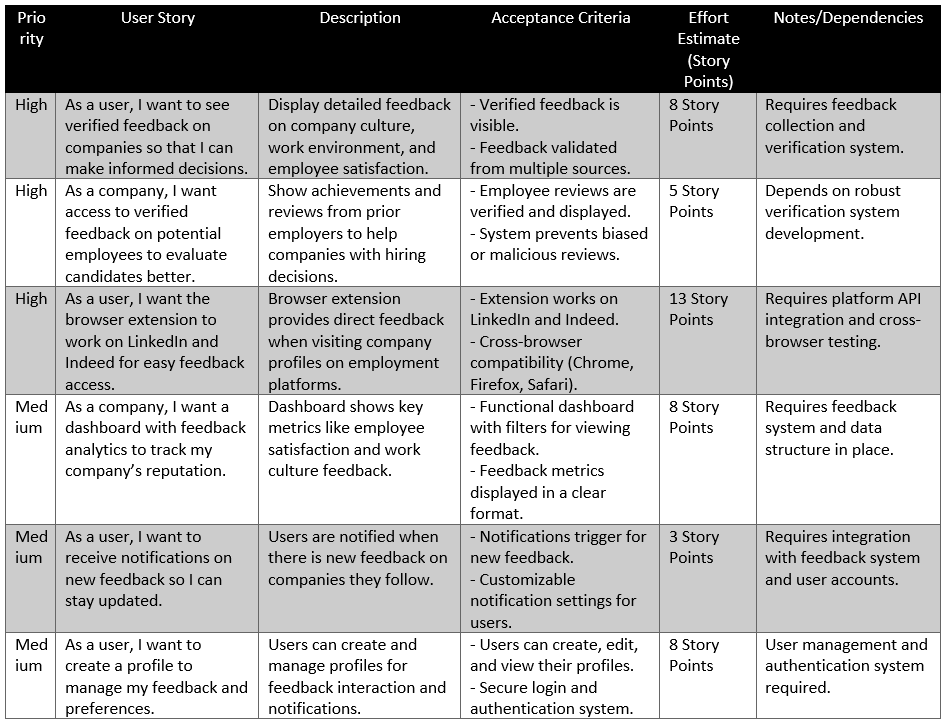 Prio
rity
User Story
Description
Acceptance Criteria
Effort
Estimate
(Story
Points)
Notes/Dependencies
High
As a user, I want to see
verified feedback on
companies so that I can
make informed decisions.
Display detailed feedback
on company culture,
work environment, and
employee satisfaction.
- Verified feedback is
visible.
- Feedback validated
from multiple sources.
8 Story
Points
Requires feedback
collection and
verification system.
High
As a company, I want
access to verified
feedback on potential
employees to evaluate
candidates better.
Show achievements and
reviews from prior
employers to help
companies with hiring
decisions.
- Employee reviews are
verified and displayed.
- System prevents biased
or malicious reviews.
5 Story
Points
Depends on robust
verification system
development.
High
As a user, I want the
browser extension to
work on LinkedIn and
Indeed for easy feedback
access.
Browser extension
provides direct feedback
when visiting company
profiles on employment
platforms.
- Extension works on
LinkedIn and Indeed.
- Cross-browser
compatibility (Chrome,
Firefox, Safari).
13 Story
Points
Requires platform API
integration and cross-
browser testing.
Med
ium
As a company, I want a
dashboard with feedback
analytics to track my
company’s reputation.
Dashboard shows key
metrics like employee
satisfaction and work
culture feedback.
- Functional dashboard
with filters for viewing
feedback.
- Feedback metrics
displayed in a clear
format.
8 Story
Points
Requires feedback
system and data
structure in place.
Med
ium
As a user, I want to
receive notifications on
new feedback so I can
stay updated.
Users are notified when
there is new feedback on
companies they follow.
- Notifications trigger for
new feedback.
- Customizable
notification settings for
users.
3 Story
Points
Requires integration
with feedback system
and user accounts.
Med
ium
As a user, I want to
create a profile to
manage my feedback and
preferences.
Users can create and
manage profiles for
feedback interaction and
notifications.
- Users can create, edit,
and view their profiles.
- Secure login and
authentication system.
8 Story
Points
User management and
authentication system
required.